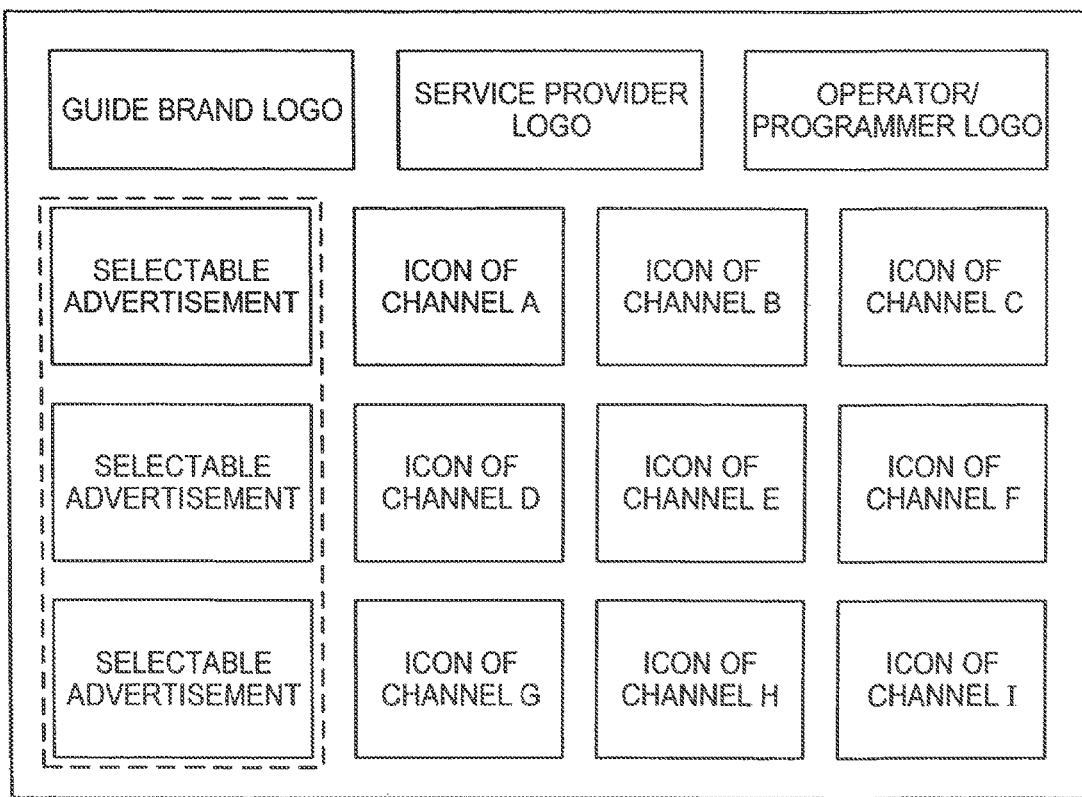 GUIDE BRAND LOGO
SERVICE PROVIDER
LOGO
OPERATOR/
PROGRAMMER LOGO
SELECTABLE
ADVERTISEMENT
ICON OF
CHANNEL A
ICON OF
CHANNEL B
ICON OF
CHANNEL C
SELECTABLE
ADVERTISEMENT
ICON OF
CHANNEL D
ICON OF
CHANNEL E
ICON OF
CHANNEL F
SELECTABLE
ADVERTISEMENT
ICON OF
CHANNEL G
ICON OF
CHANNEL H
ICON OF
CHANNEL I